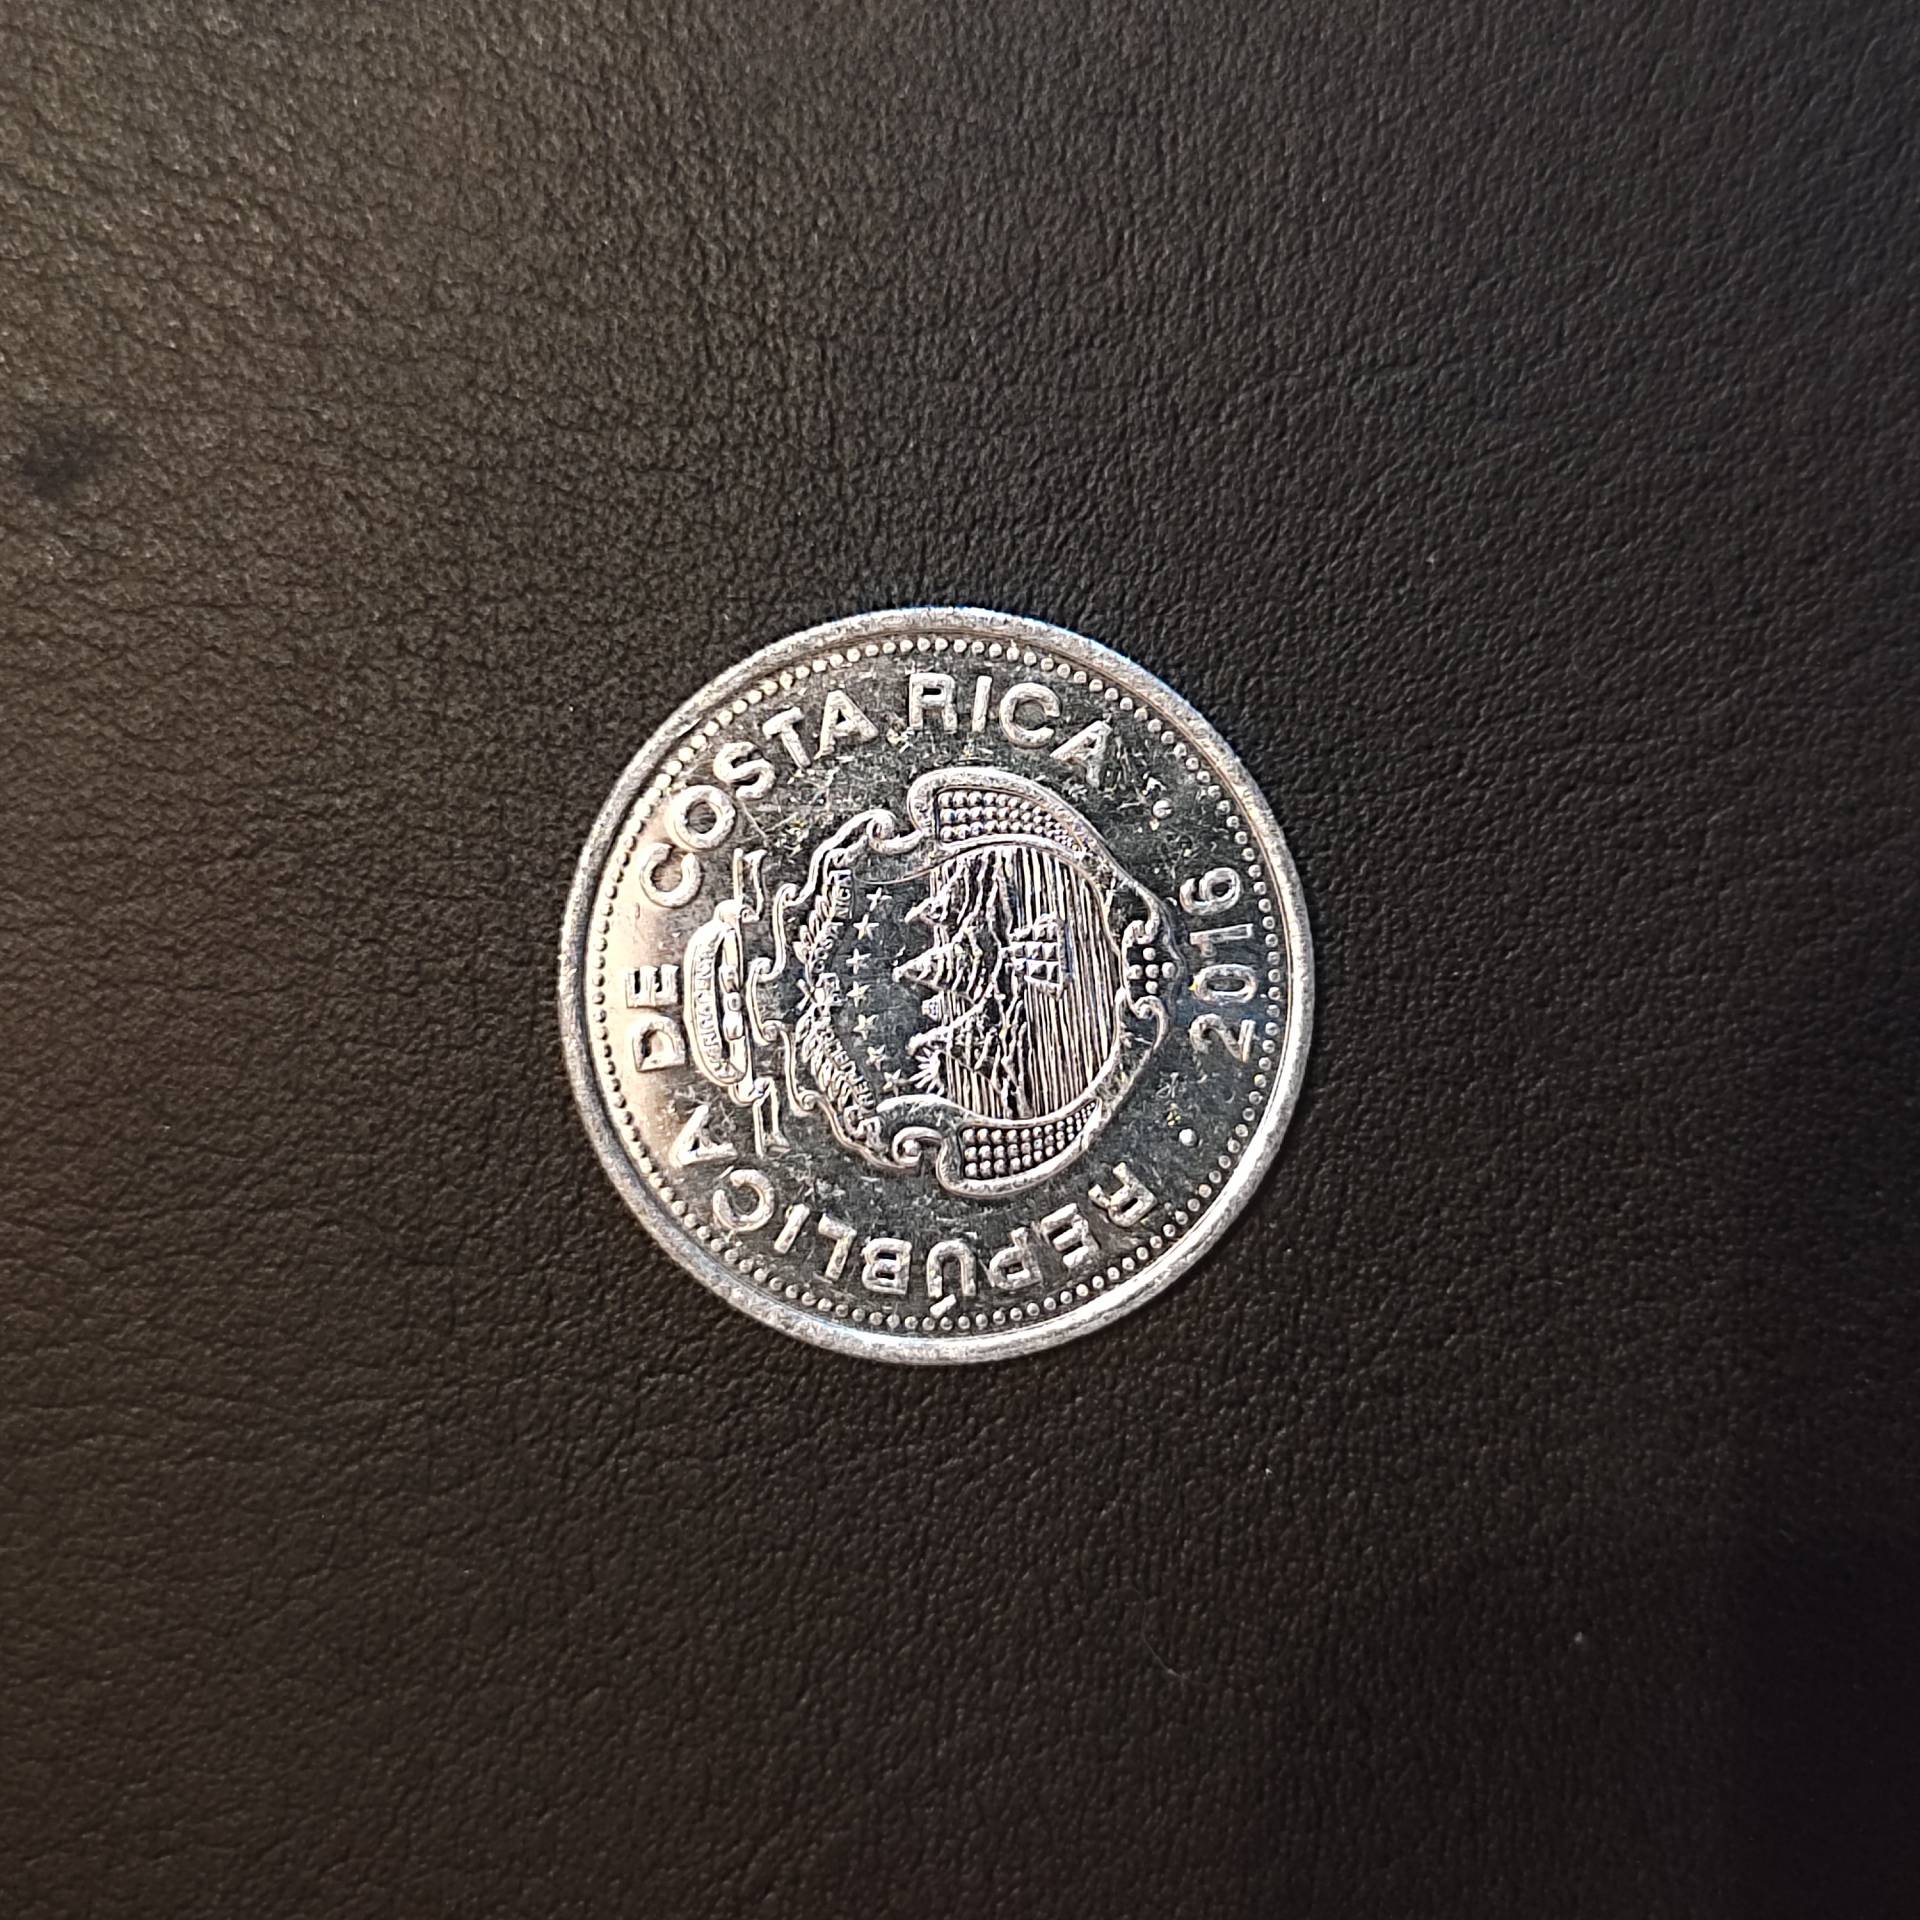 REPÚBLICA DE COSTA RICA
2016